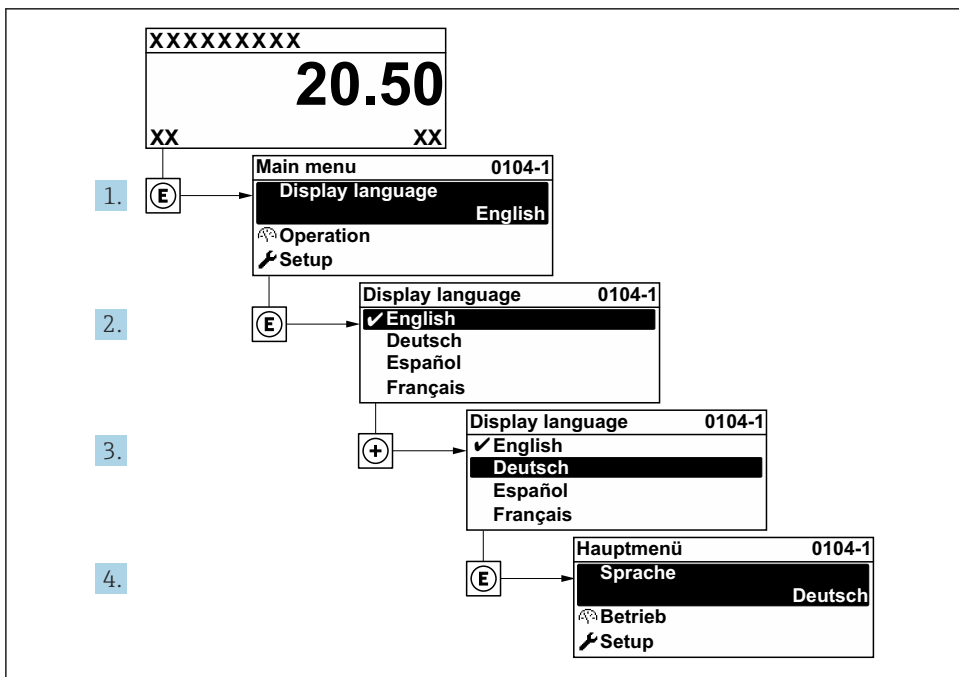 XXXXXXXXX
20.50
XX XX
1. E
Main menu 0104-1
Display language
English
Operation
Setup
2. E
Display language 0104-1
✔English
Deutsch
Español
Français
3. +
Display language 0104-1
✔English
Deutsch
Español
Français
4. E
Hauptmenü 0104-1
Sprache
Deutsch
Betrieb
Setup